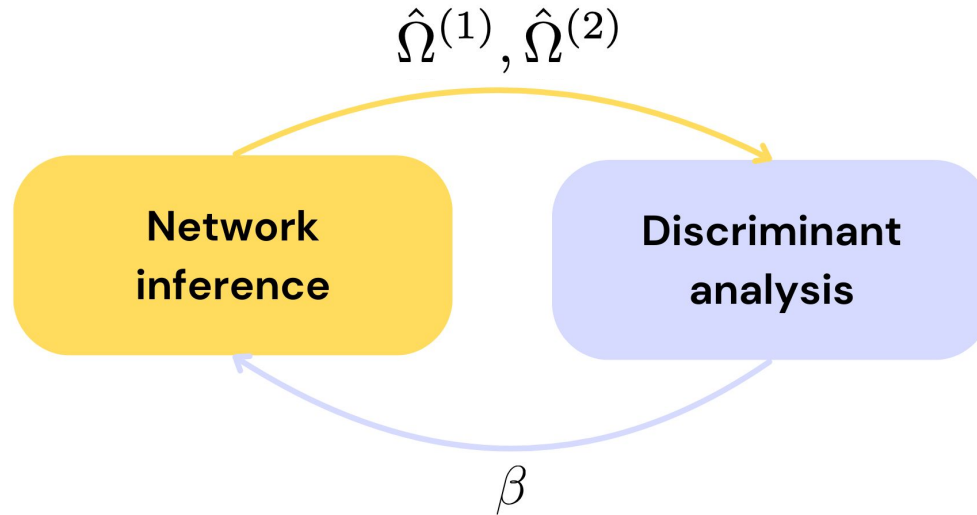 Ω̂⁽¹⁾, Ω̂⁽²⁾
Network
inference
Discriminant
analysis
β